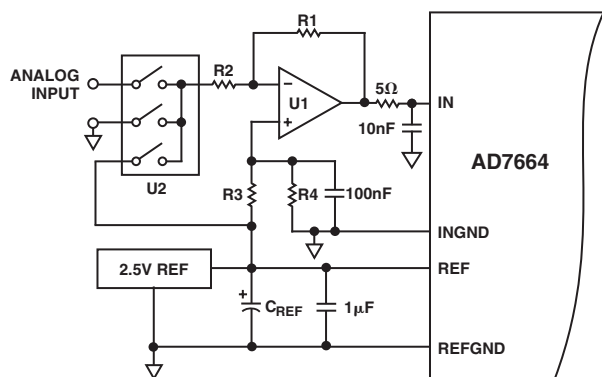 R1
ANALOG
INPUT
R2
U1
5Ω
IN
10nF
AD7664
U2
R3
R4
100nF
INGND
2.5V REF
REF
+
CREF
1μF
REFGND
−
+